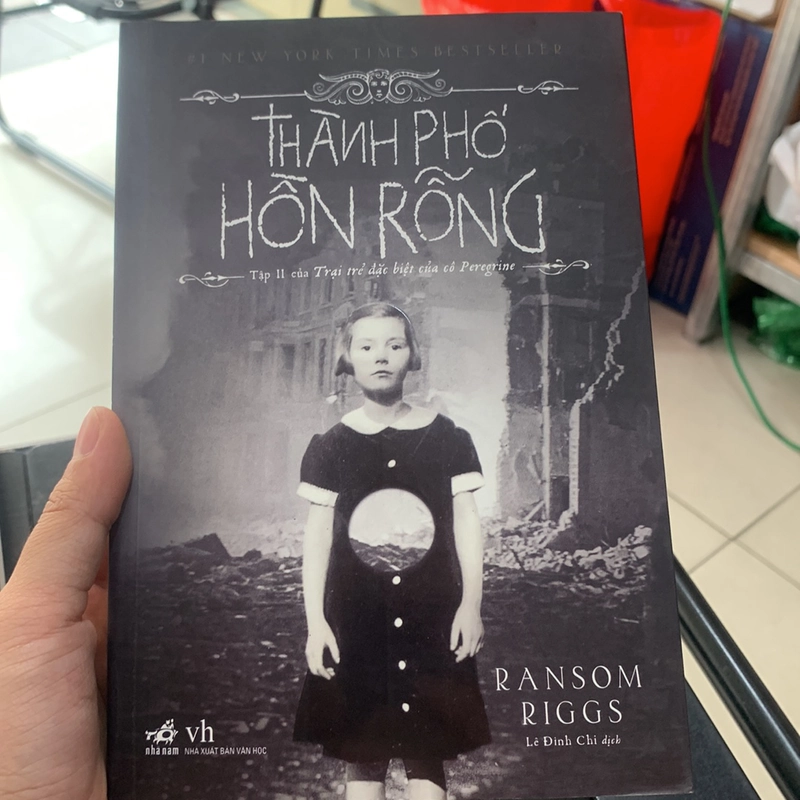 #1 NEW YORK TIMES BESTSELLER
THÀNH PHỐ
HỒN RỖNG
Tập II của Trại trẻ đặc biệt của cô Peregrine
RANSOM
RIGGS
Lê Đình Chi dịch
nhã nam
vh
NHÀ XUẤT BẢN VĂN HỌC